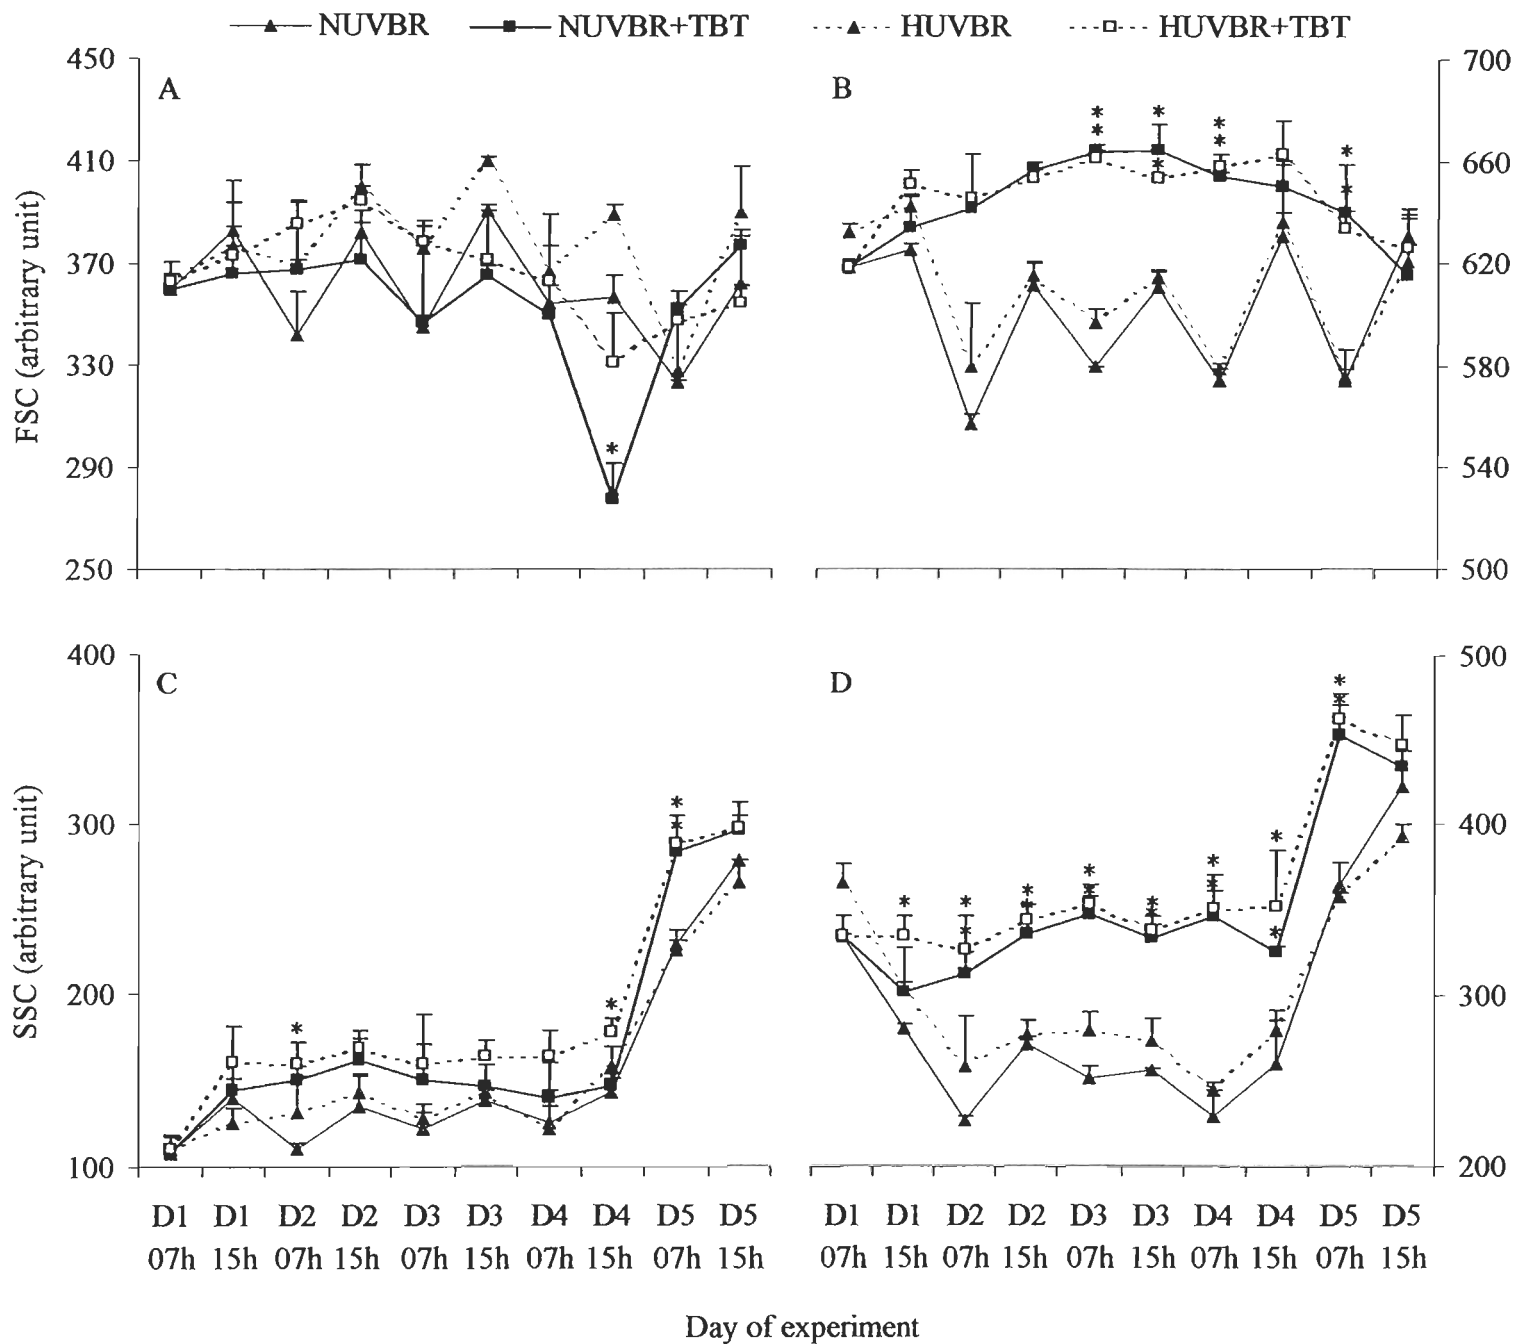 NUVBR NUVBR+TBT HUVBR HUVBR+TBT
A
B
450
410
370
330
290
250
FSC (arbitrary unit)
* * * * * * * * *
700
660
620
580
540
500
C
D
400
300
200
100
SSC (arbitrary unit)
500
400
300
200
D1 D1 D2 D2 D3 D3 D4 D4 D5 D5
07h 15h 07h 15h 07h 15h 07h 15h 07h 15h
D1 D1 D2 D2 D3 D3 D4 D4 D5 D5
07h 15h 07h 15h 07h 15h 07h 15h 07h 15h
Day of experiment